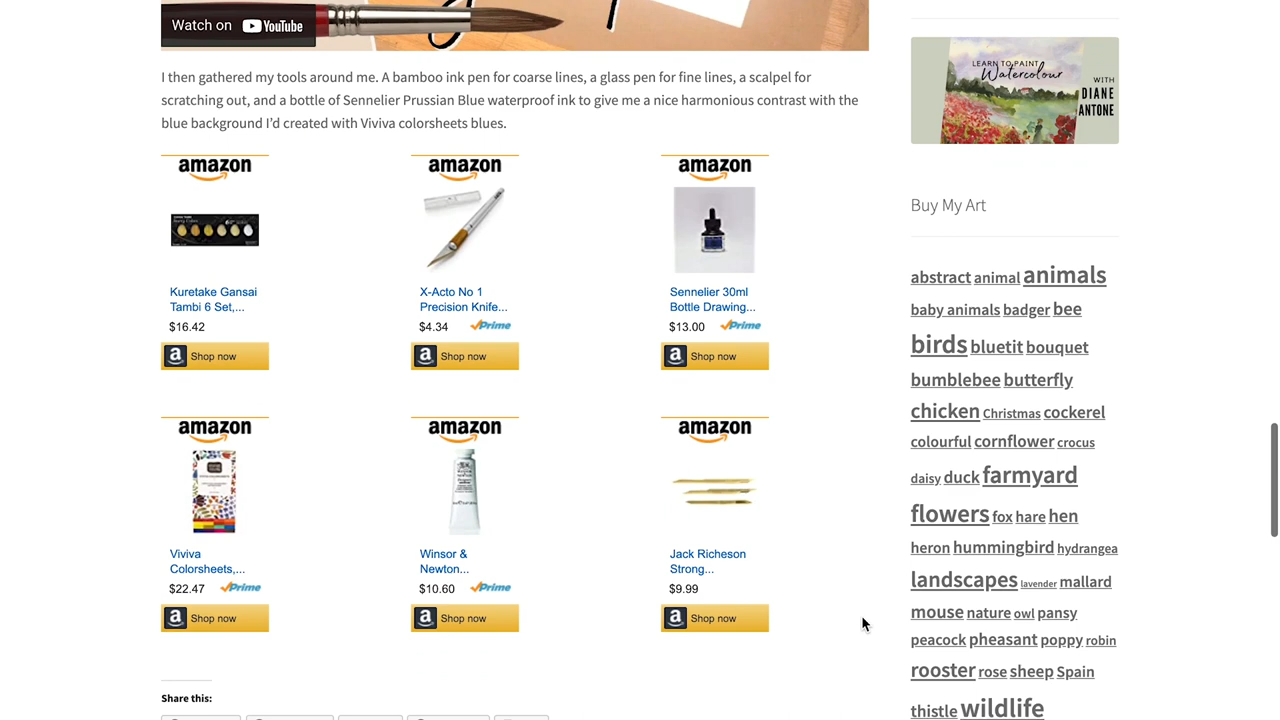 Watch on YouTube
I then gathered my tools around me. A bamboo ink pen for coarse lines, a glass pen for fine lines, a scalpel for
scratching out, and a bottle of Sennelier Prussian Blue waterproof ink to give me a nice harmonious contrast with the
blue background I’d created with Viviva colorsheets blues.
amazon
Kuretake Gansai
Tambi 6 Set,...
$16.42
Shop now
amazon
X-Acto No 1
Precision Knife...
$4.34 Prime
Shop now
amazon
Sennelier 30ml
Bottle Drawing...
$13.00 Prime
Shop now
amazon
Viviva
Colorsheets,...
$22.47 Prime
Shop now
amazon
Winsor &
Newton...
$10.60 Prime
Shop now
amazon
Jack Richeson
Strong...
$9.99
Shop now
Share this:
LEARN TO PAINT
Watercolour
WITH
DIANE
ANTONE
Buy My Art
abstract animal animals
baby animals badger bee
birds bluetit bouquet
bumblebee butterfly
chicken Christmas cockerel
colourful cornflower crocus
daisy duck farmyard
flowers fox hare hen
heron hummingbird hydrangea
landscapes lavender mallard
mouse nature owl pansy
peacock pheasant poppy robin
rooster rose sheep Spain
thistle wildlife